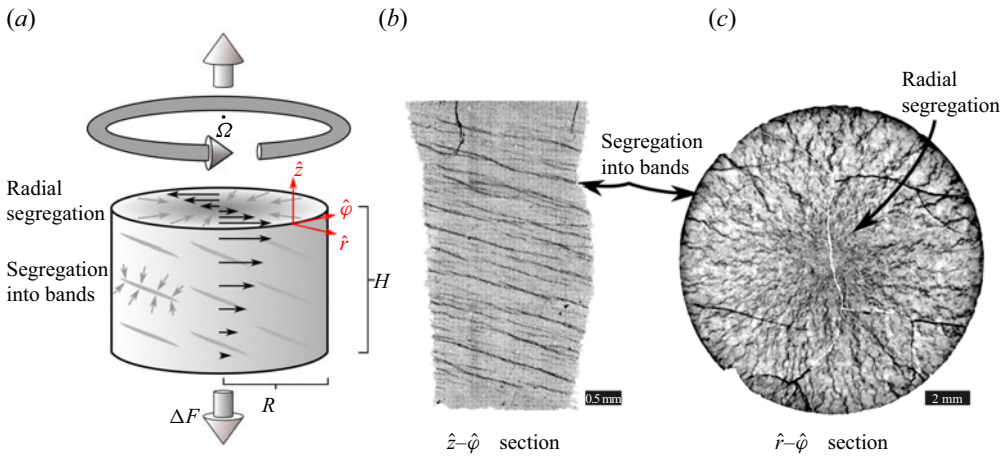 (a)
(b)
(c)
Ω̇
Radial
segregation
ẑ
φ̂
r̂
Segregation
into bands
H
R
ΔF
Segregation
into bands
0.5 mm
ẑ–φ̂ section
Radial
segregation
2 mm
r̂–φ̂ section